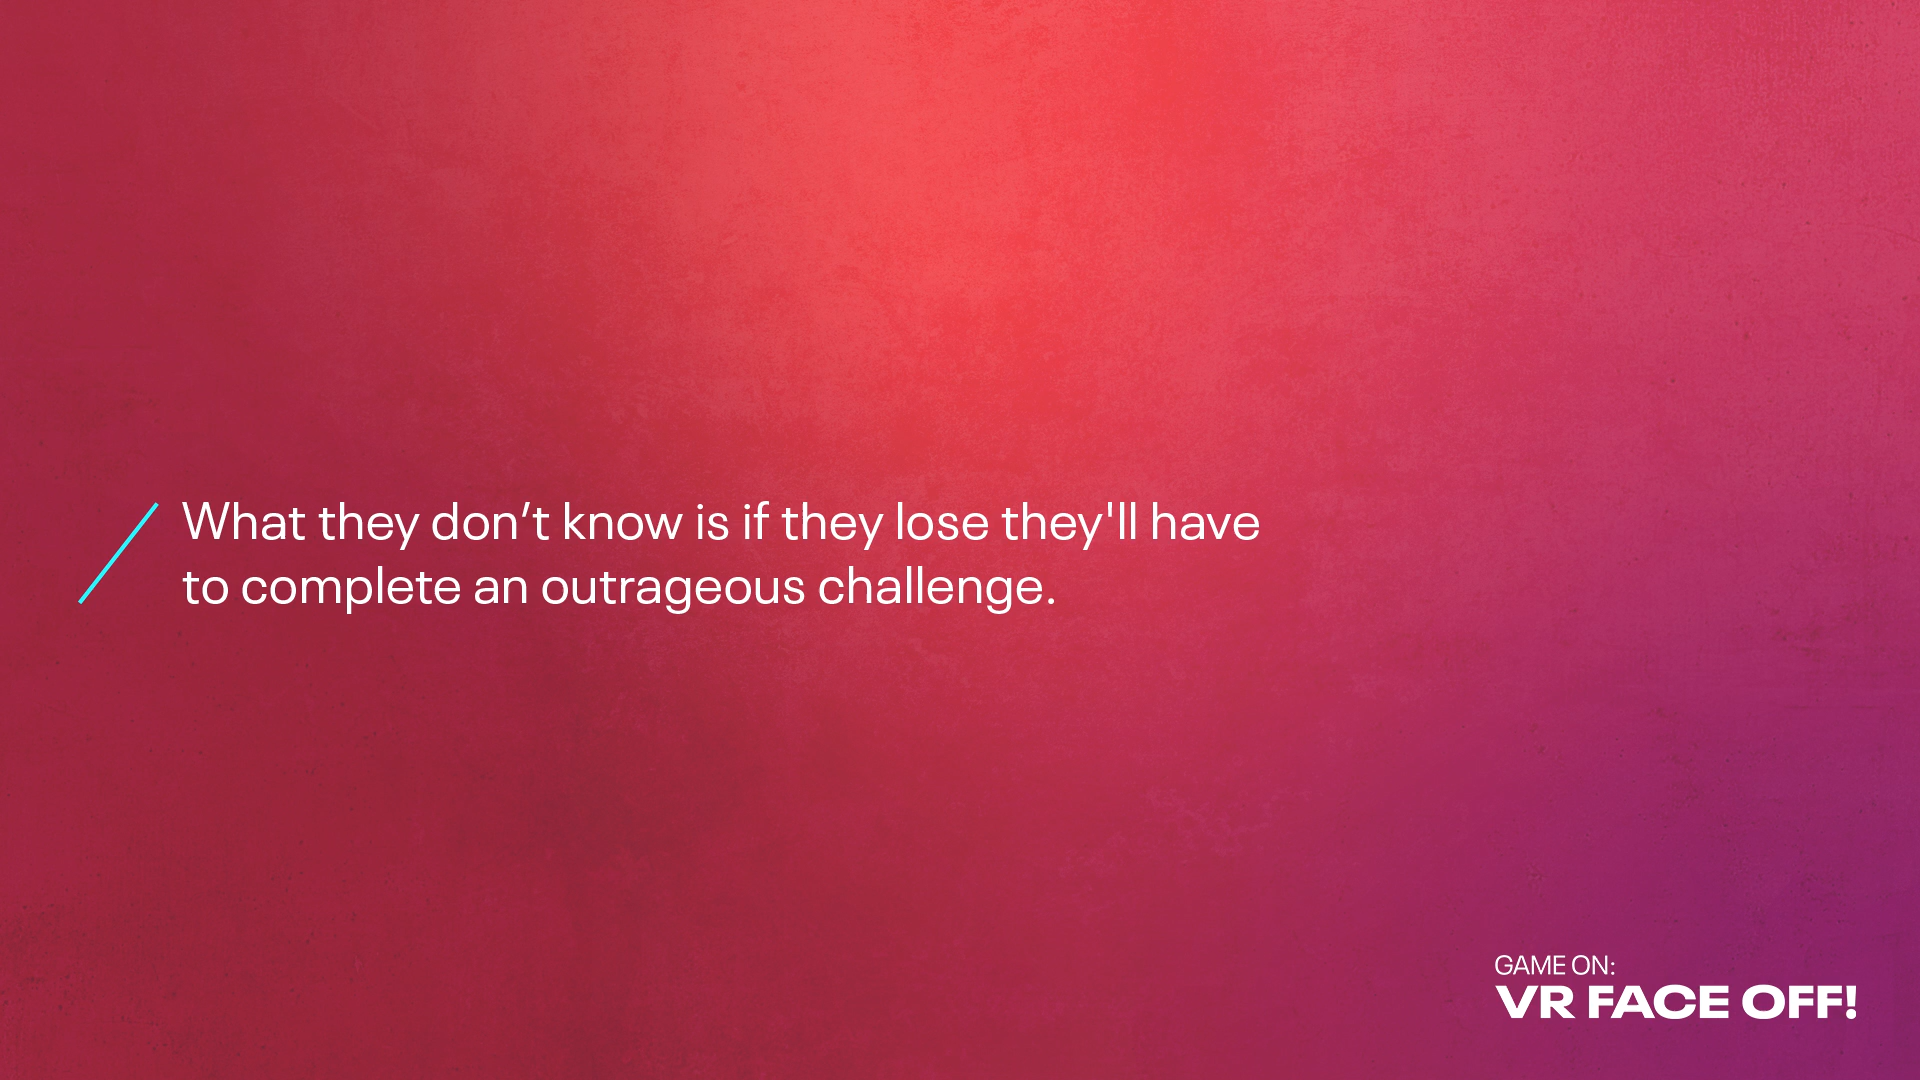 What they don’t know is if they lose they'll have
to complete an outrageous challenge.
GAME ON:
VR FACE OFF!